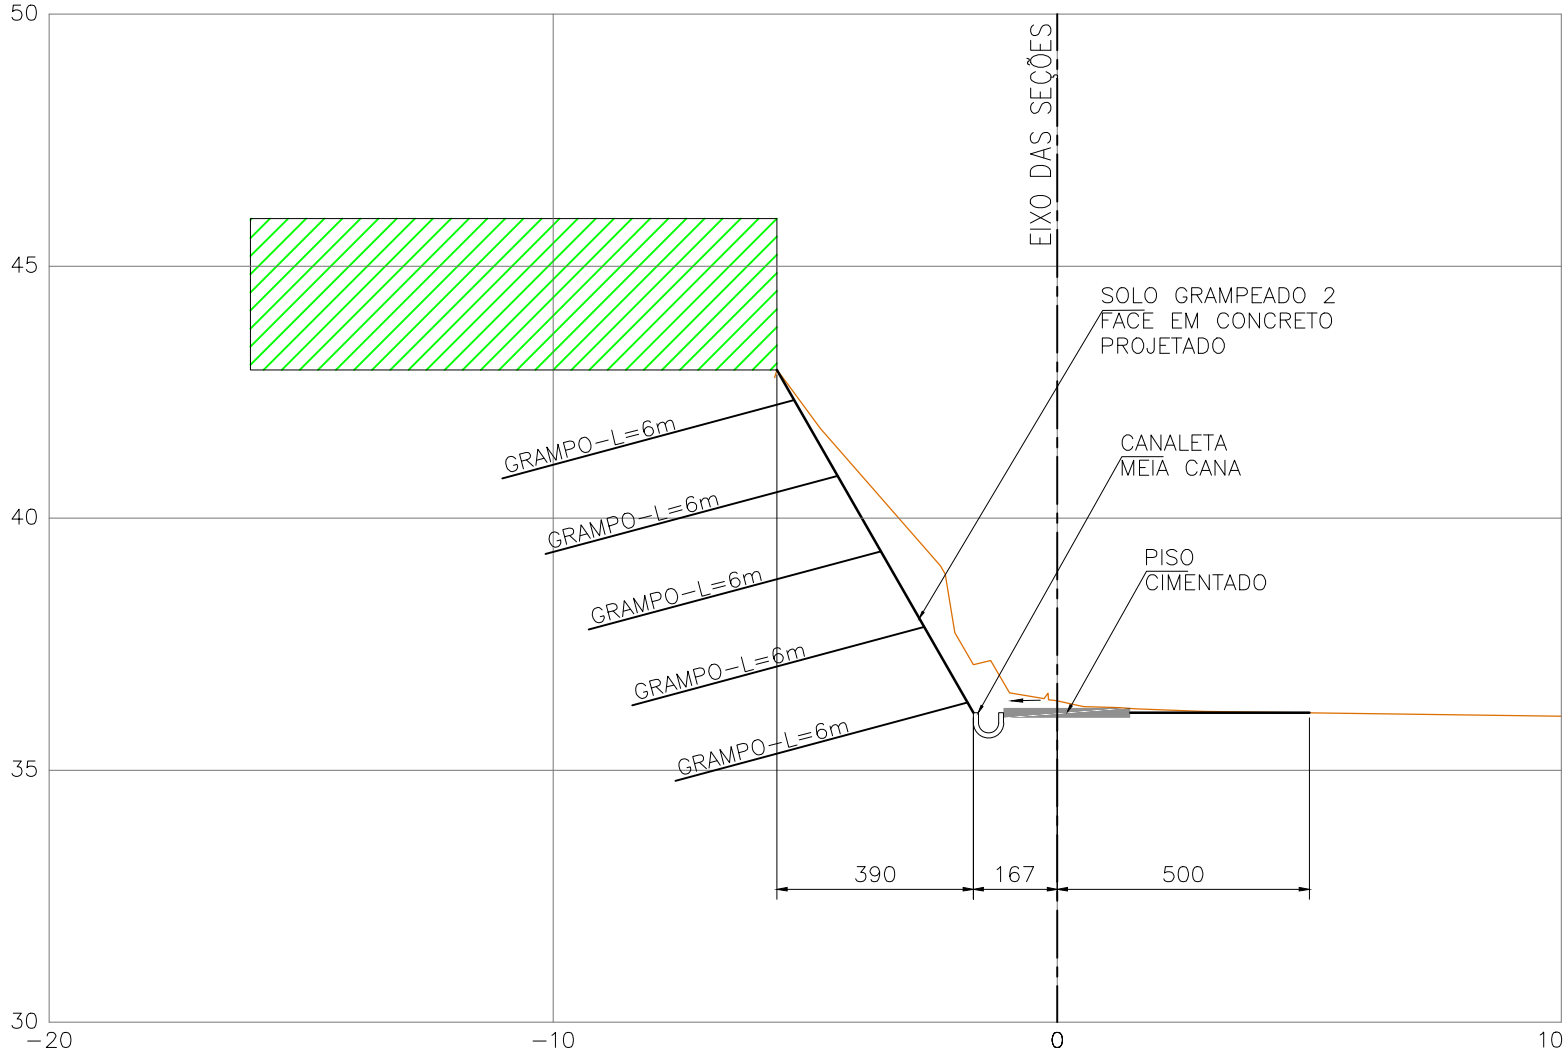 50
EIXO DAS SEÇÕES
45
SOLO GRAMPEADO 2
FACE EM CONCRETO
PROJETADO
GRAMPO-L=6m
CANALETA
MEIA CANA
40
GRAMPO-L=6m
PISO
CIMENTADO
GRAMPO-L=6m
GRAMPO-L=6m
GRAMPO-L=6m
35
390
167
500
30
-20
-10
0
10